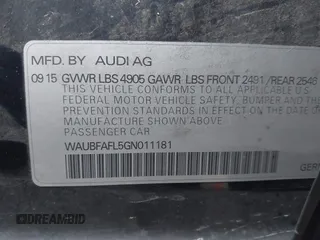 MFD. BY AUDI AG
09 15 GVWR LBS 4905 GAWR LBS FRONT 2491 / REAR 2546
THIS VEHICLE CONFORMS TO ALL APPLICABLE U.S.
FEDERAL MOTOR VEHICLE SAFETY, BUMPER AND THEFT
PREVENTION STANDARDS IN EFFECT ON THE DATE OF
MANUFACTURE SHOWN ABOVE
PASSENGER CAR
WAUBFAFL5GN011181
GER
DREAMBID